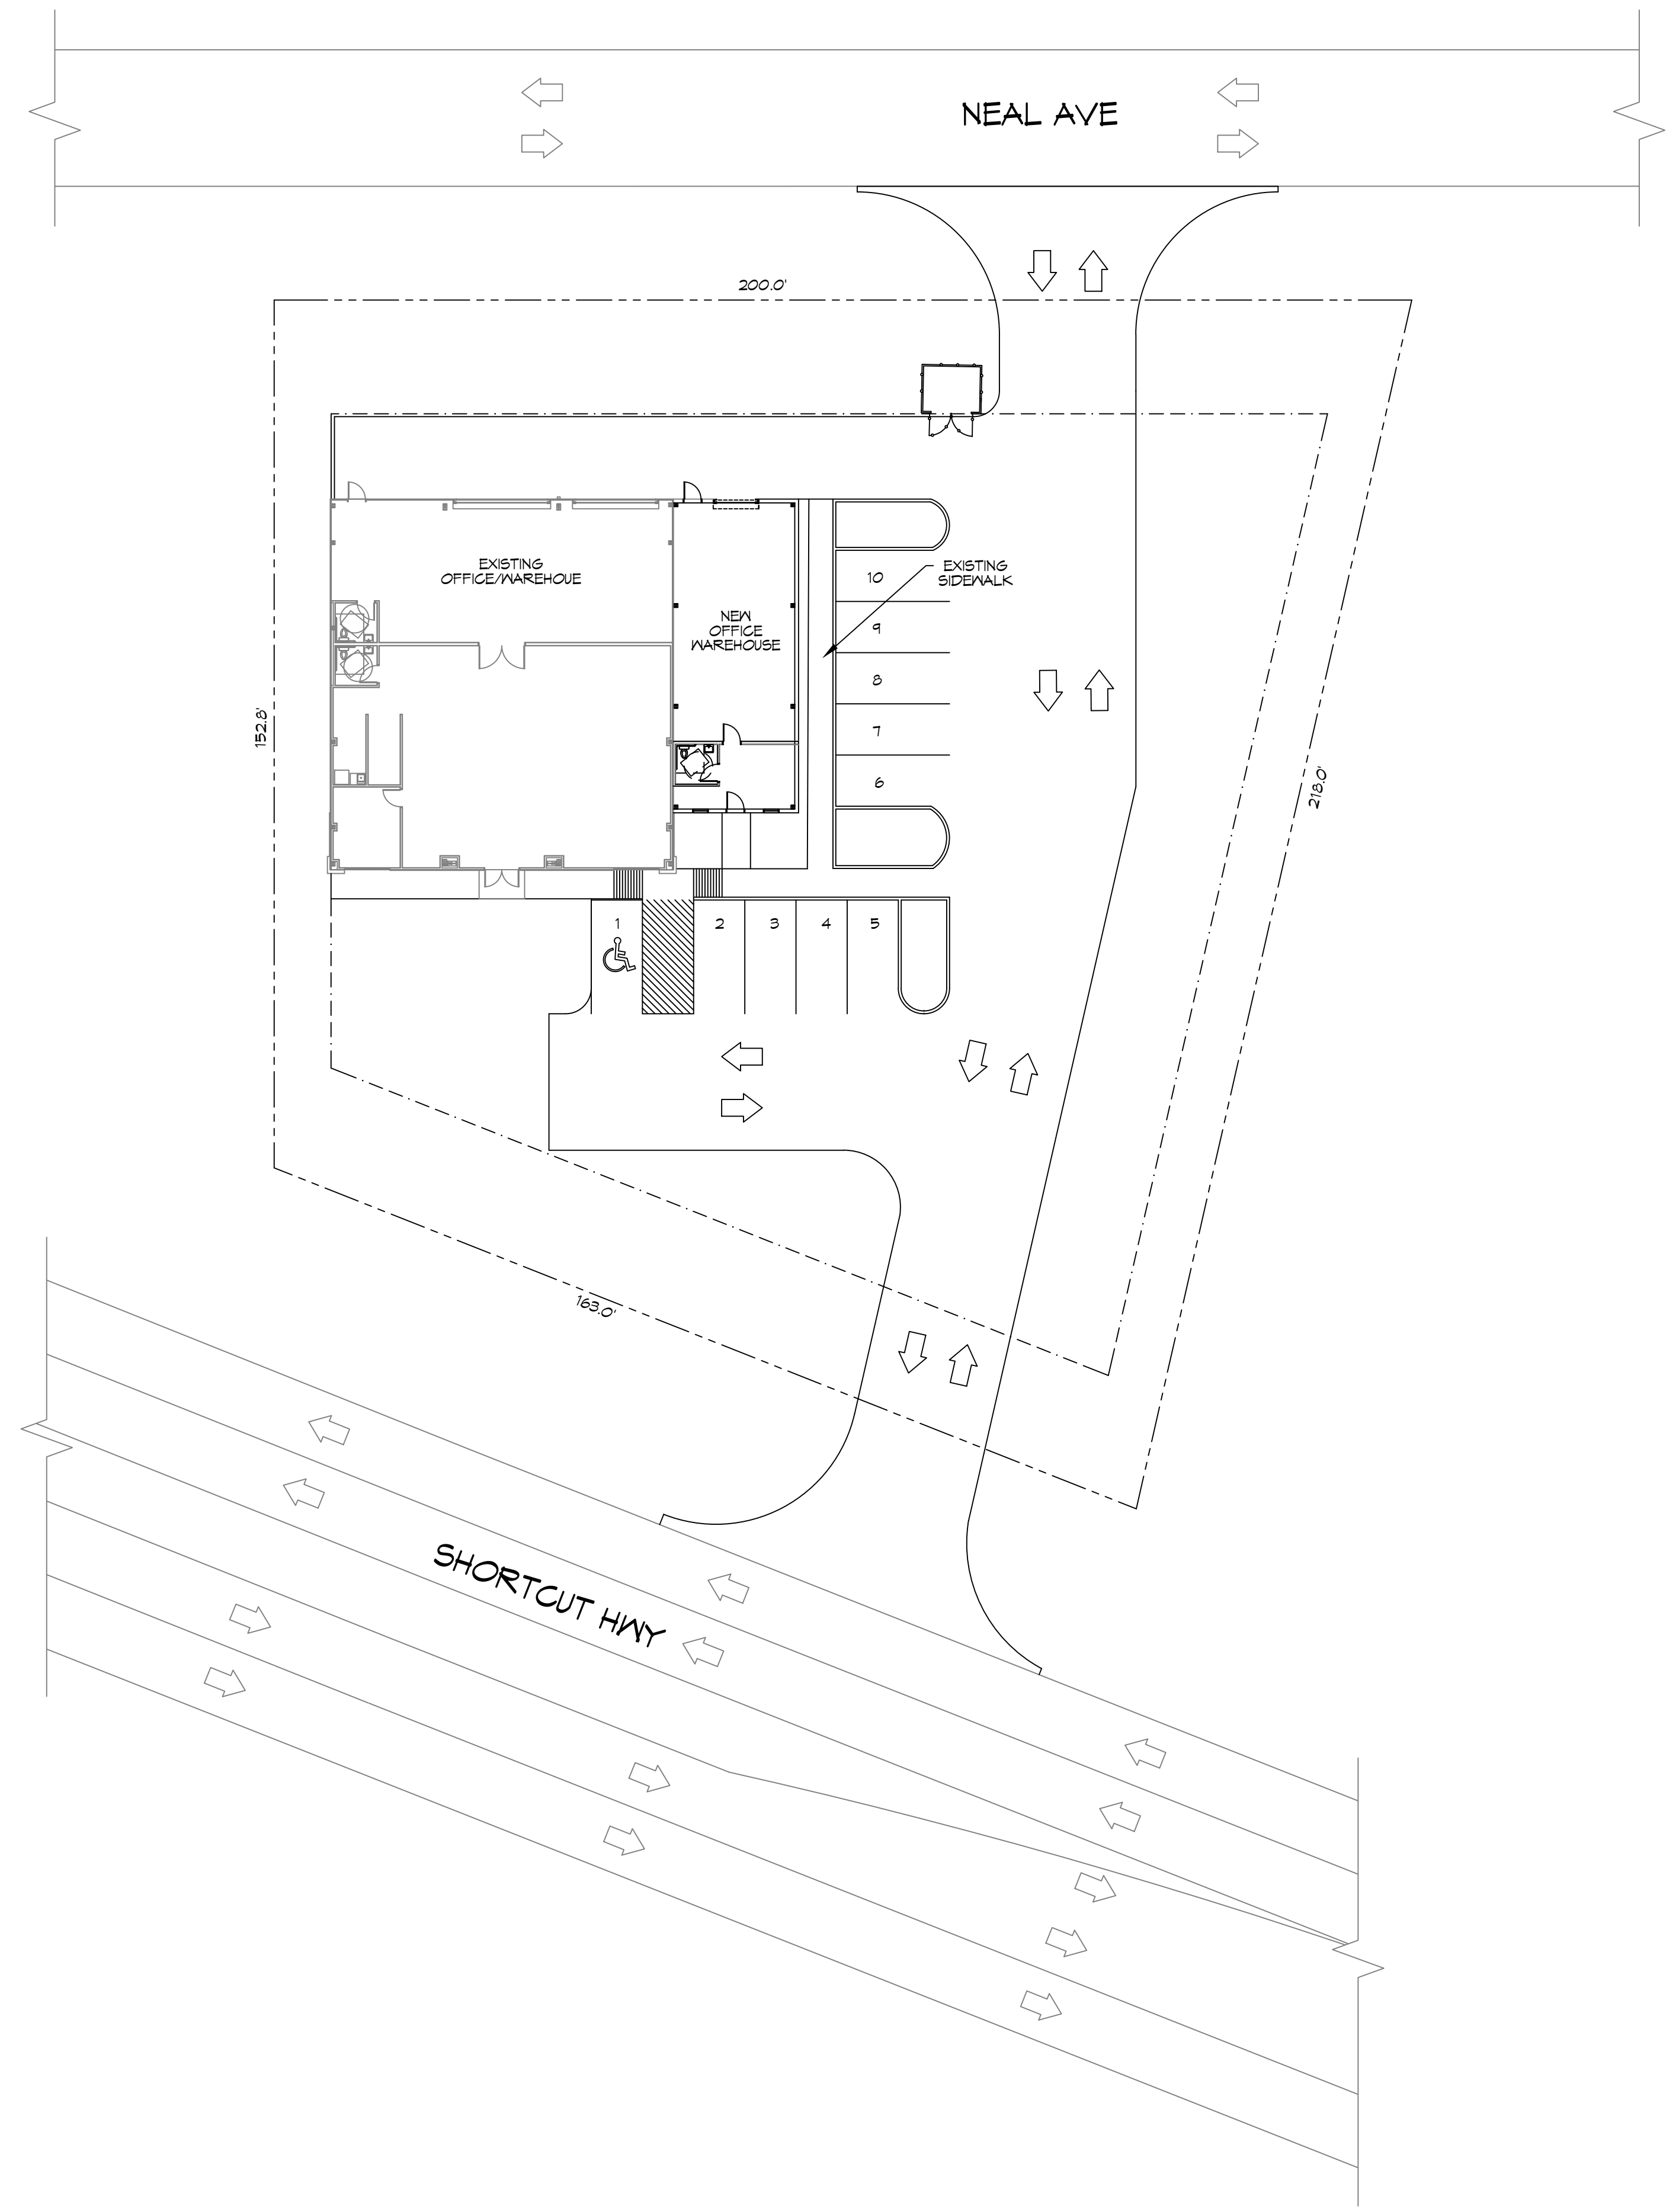 NEAL AVE
200.0'
EXISTING
OFFICE/WAREHOUE
EXISTING
SIDEWALK
NEW
OFFICE
WAREHOUSE
10
9
8
7
6
152.8'
218.0'
1
2
3
4
5
163.0'
SHORTCUT HWY